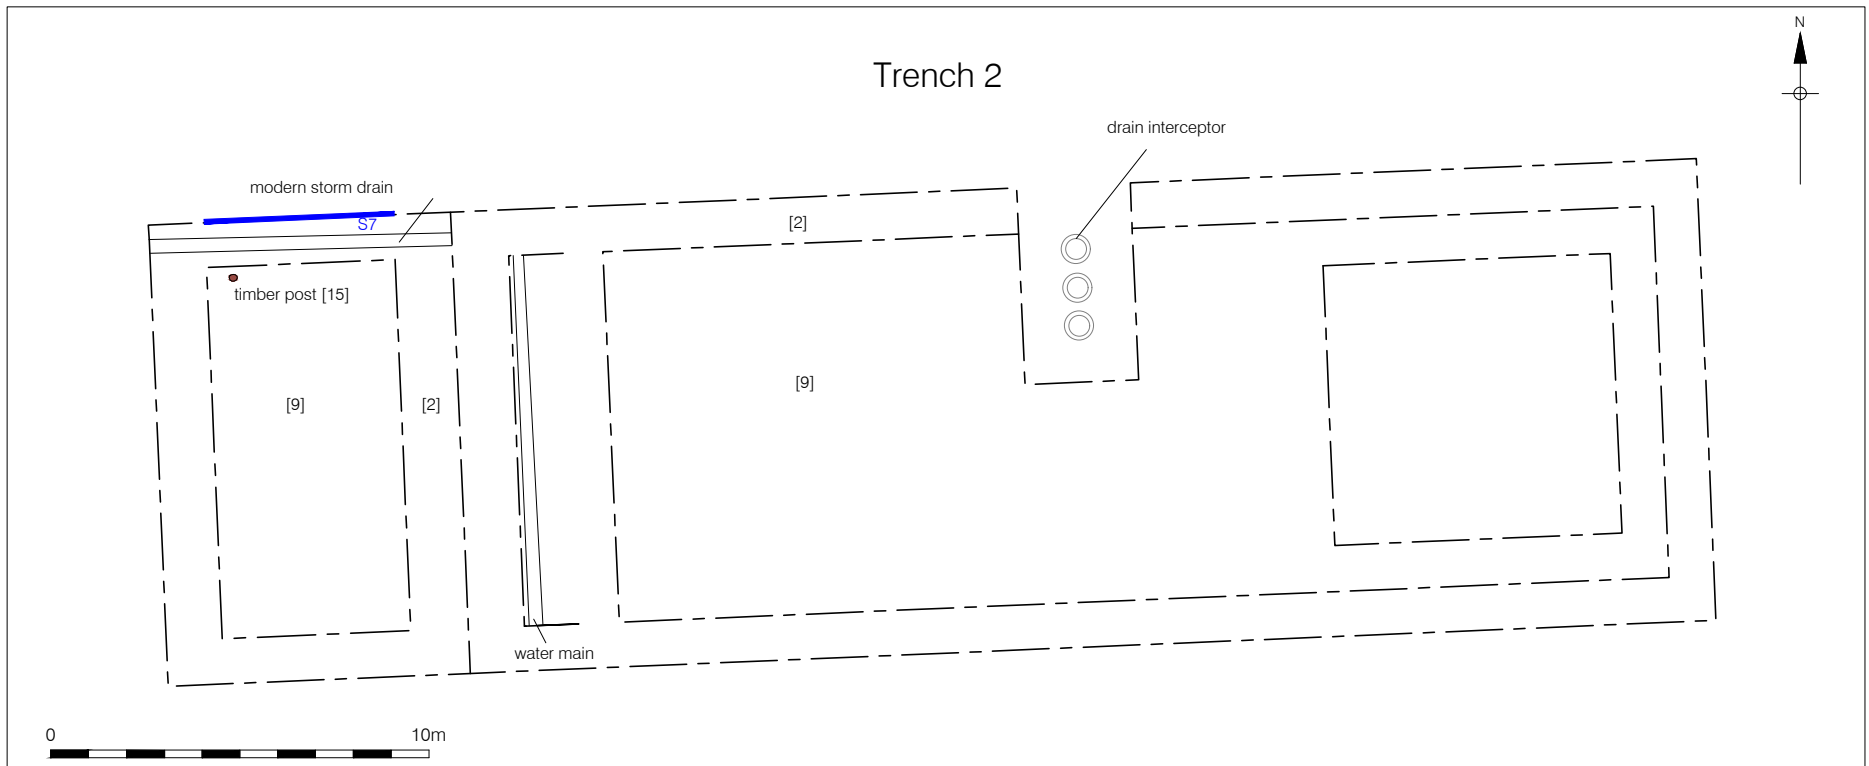 N
Trench 2
drain interceptor
modern storm drain
S7
[2]
timber post [15]
[9]
[9]
[2]
water main
0 10m